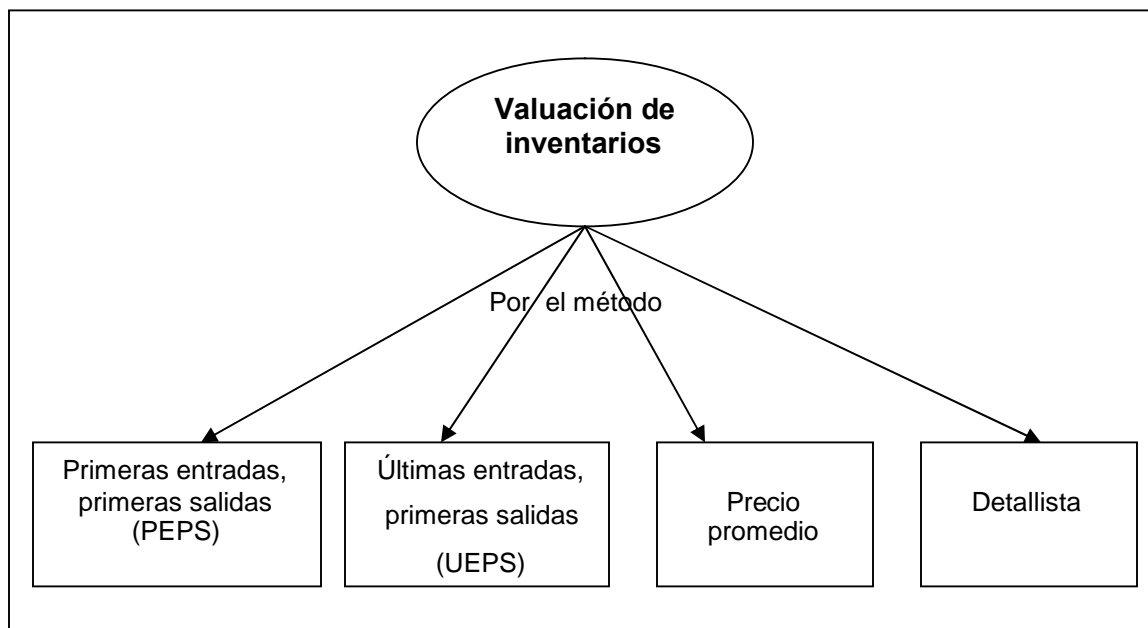 Valuación de
inventarios
Por el método
Primeras entradas,
primeras salidas
(PEPS)
Últimas entradas,
primeras salidas
(UEPS)
Precio
promedio
Detallista